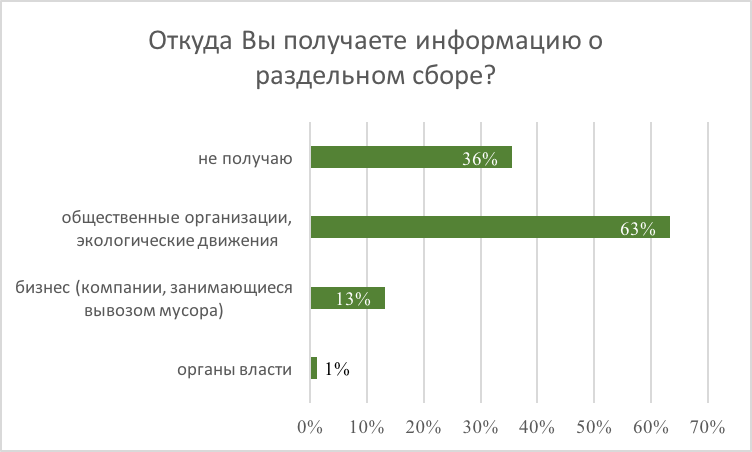 Откуда Вы получаете информацию о
раздельном сборе?
не получаю
36%
общественные организации,
экологические движения
63%
бизнес (компании, занимающиеся
вывозом мусора)
13%
органы власти
1%
0% 10% 20% 30% 40% 50% 60% 70%